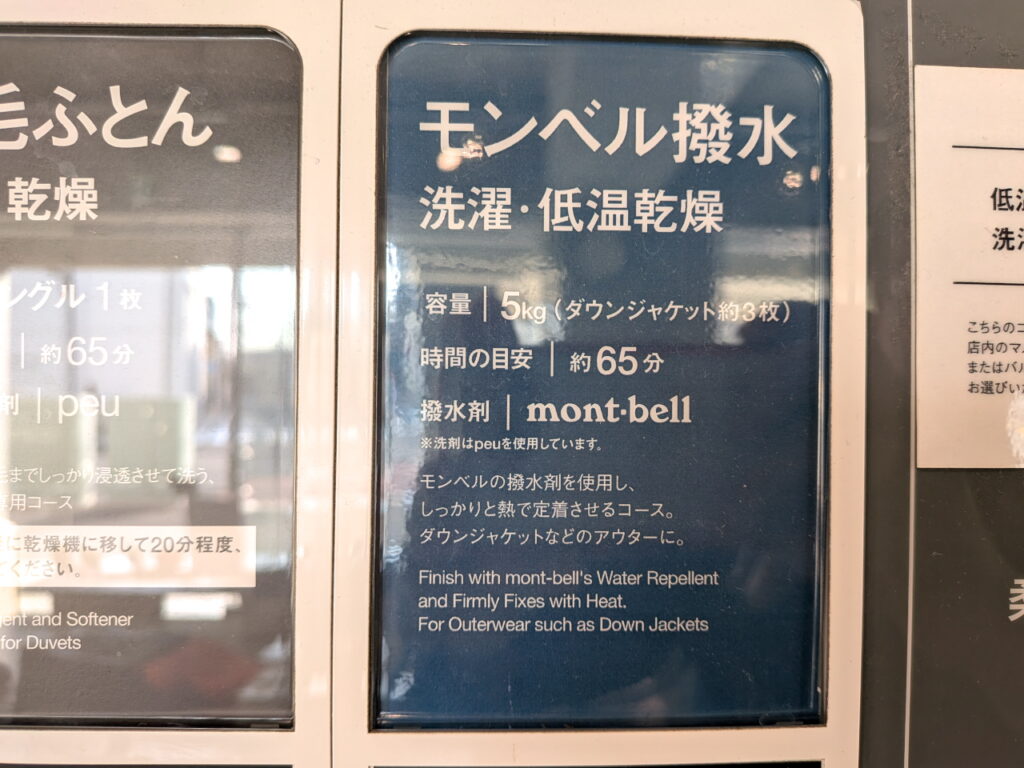 毛ふとん
乾燥
ングル 1枚
約65分
剤 | peu
までしっかり浸透させて洗う、
専用コース
に乾燥機に移して20分程度、
ください。
ent and Softener
for Duvets
モンベル撥水
洗濯・低温乾燥
容量 | 5kg (ダウンジャケット約3枚)
時間の目安 | 約65分
撥水剤 | mont-bell
※洗剤はpeuを使用しています。
モンベルの撥水剤を使用し、
しっかりと熱で定着させるコース。
ダウンジャケットなどのアウターに。
Finish with mont-bell's Water Repellent
and Firmly Fixes with Heat.
For Outerwear such as Down Jackets
低
洗
こちらのコ
店内のマ
またはバル
お選びい